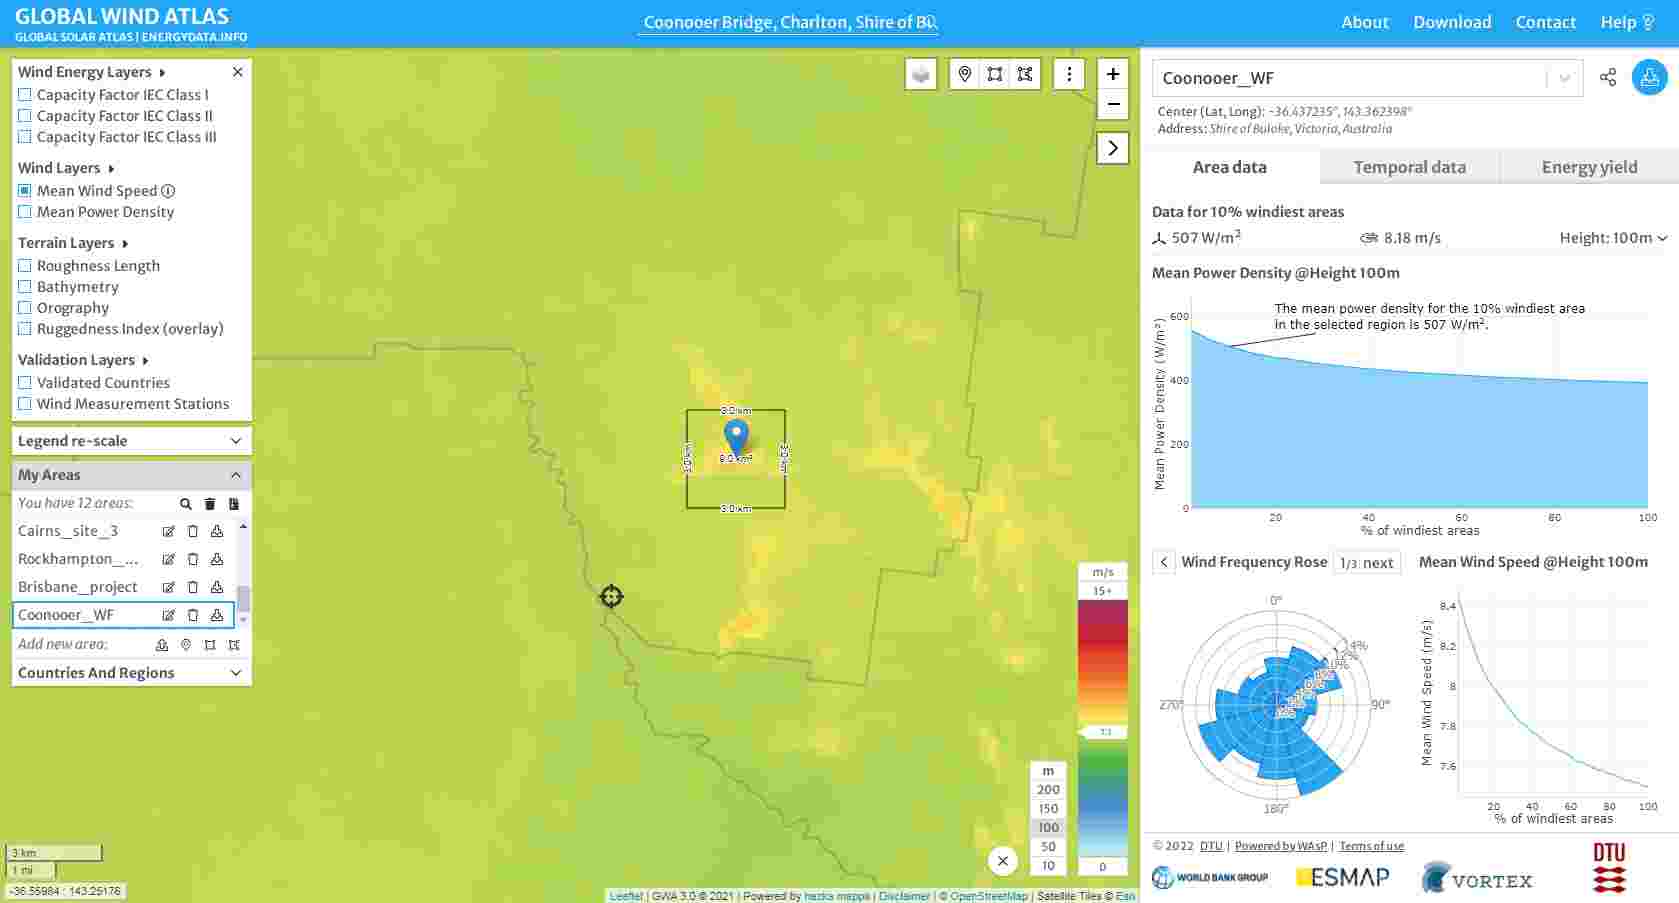 GLOBAL WIND ATLAS
GLOBAL SOLAR ATLAS | ENERGYDATA.INFO
Coonooer Bridge, Charlton, Shire of
About Download Contact Help
Wind Energy Layers
Capacity Factor IEC Class I
Capacity Factor IEC Class II
Capacity Factor IEC Class III
Wind Layers
Mean Wind Speed
Mean Power Density
Terrain Layers
Roughness Length
Bathymetry
Orography
Ruggedness Index (overlay)
Validation Layers
Validated Countries
Wind Measurement Stations
Legend re-scale
My Areas
You have 12 areas:
Cairns_site_3
Rockhampton_...
Brisbane_project
Coonooer_WF
Add new area:
Countries And Regions
3 km
1 mi
-36.55984 : 143.25176
+
−
3.0 km
3.0 km
9.0 km²
3.0 km
3.0 km
m/s
15+
0
m
200
150
100
50
10
Leaflet | GWA 3.0 © 2021 | Powered by nazka mapps | Disclaimer | © OpenStreetMap | Satellite Tiles © Esri
Coonooer_WF
Center (Lat, Long): -36.437235°, 143.362398°
Address: Shire of Buloke, Victoria, Australia
Area data Temporal data Energy yield
Data for 10% windiest areas
507 W/m² 8.18 m/s Height: 100m
Mean Power Density @Height 100m
The mean power density for the 10% windiest area
in the selected region is 507 W/m².
Mean Power Density (W/m²)
600
400
200
0
20 40 60 80 100
% of windiest areas
Wind Frequency Rose 1/3 next
0°
90°
180°
270°
14%
12%
10%
8%
Mean Wind Speed @Height 100m
Mean Wind Speed (m/s)
8.4
8.2
8
7.8
7.6
20 40 60 80 100
% of windiest areas
© 2022 DTU | Powered by WAsP | Terms of use
WORLD BANK GROUP
ESMAP
VORTEX
DTU